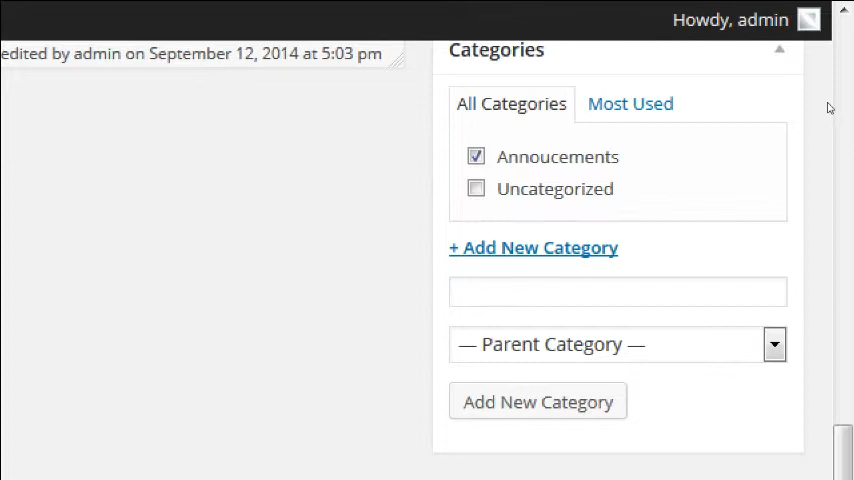 Howdy, admin
edited by admin on September 12, 2014 at 5:03 pm
Categories
All Categories
Most Used
Annoucements
Uncategorized
+ Add New Category
— Parent Category —
Add New Category